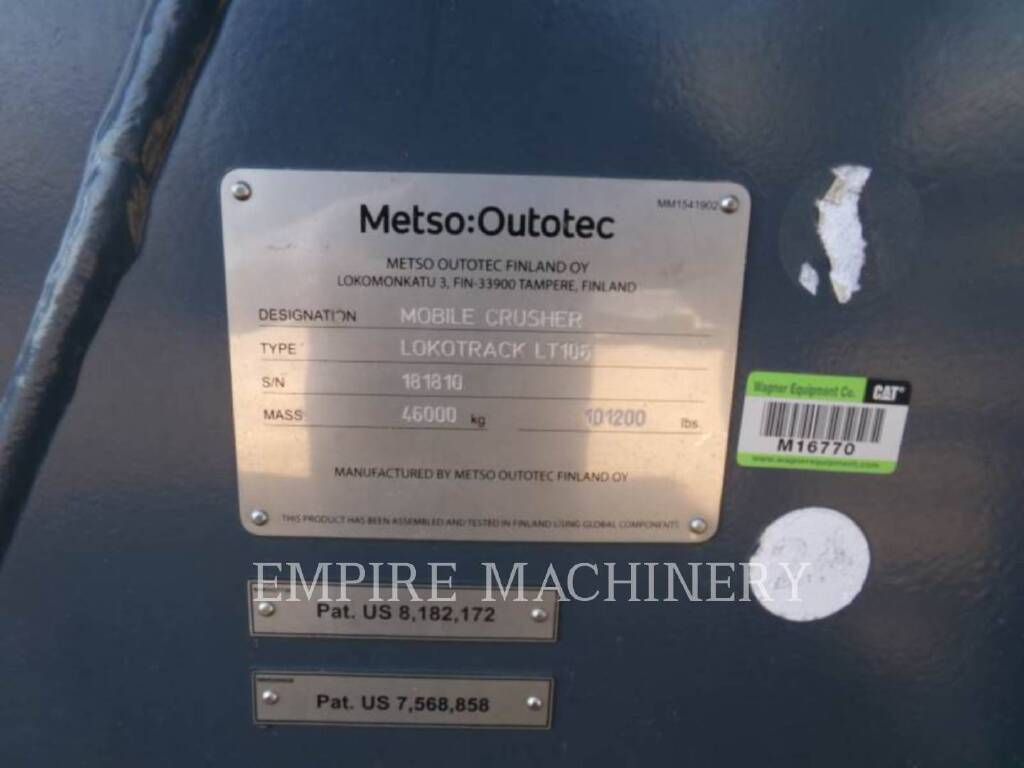 MM1541902
Metso:Outotec
METSO OUTOTEC FINLAND OY
LOKOMONKATU 3, FIN-33900 TAMPERE, FINLAND
DESIGNATION MOBILE CRUSHER
TYPE LOKOTRACK LT106
S/N 181810
MASS 46000 kg 101200 lbs.
MANUFACTURED BY METSO OUTOTEC FINLAND OY
THIS PRODUCT HAS BEEN ASSEMBLED AND TESTED IN FINLAND USING GLOBAL COMPONENTS
Wagner Equipment Co. CAT®
M16770
www.wagnerequipment.com
EMPIRE MACHINERY
Pat. US 8,182,172
Pat. US 7,568,858